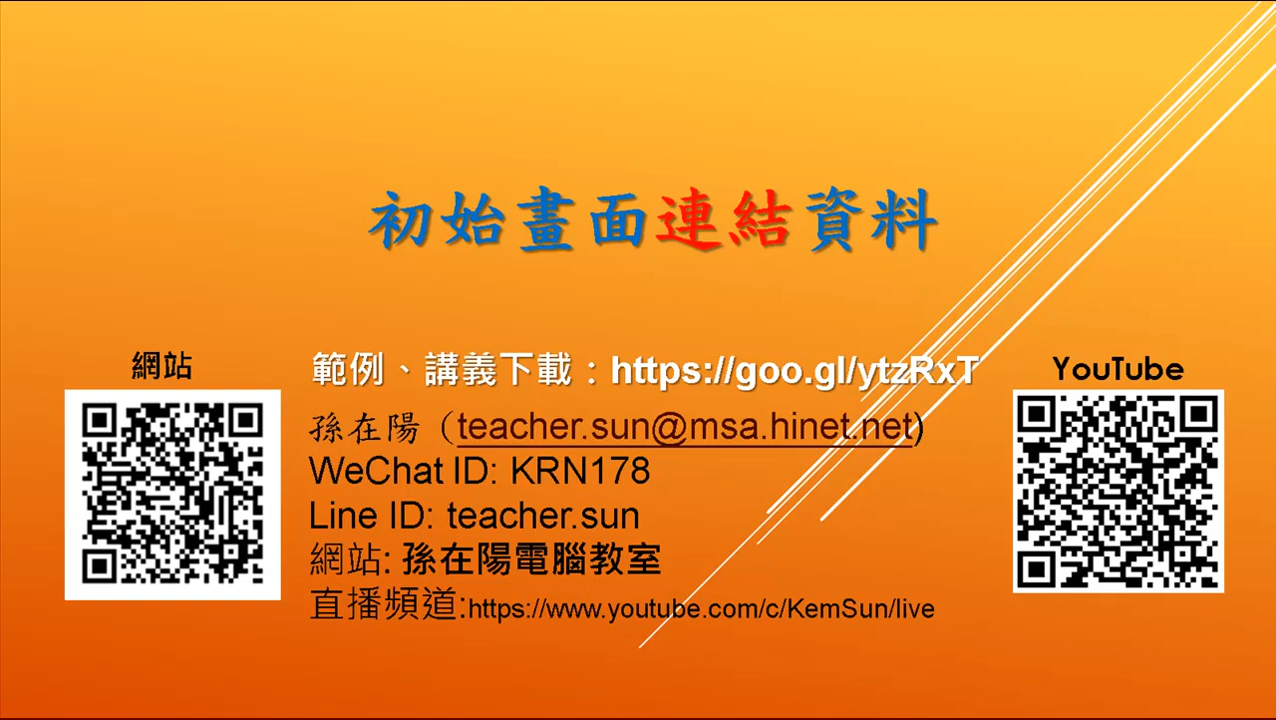 初始畫面連結資料
網站
範例、講義下載：https://goo.gl/ytzRxT
YouTube
孫在陽（teacher.sun@msa.hinet.net)
WeChat ID: KRN178
Line ID: teacher.sun
網站: 孫在陽電腦教室
直播頻道:https://www.youtube.com/c/KemSun/live